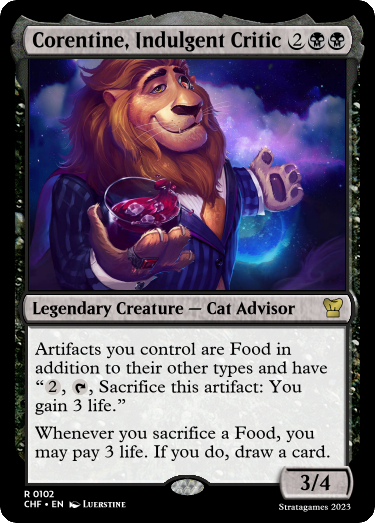 Corentine, Indulgent Critic 2
Legendary Creature — Cat Advisor
Artifacts you control are Food in
addition to their other types and have
“2, , Sacrifice this artifact: You
gain 3 life.”
Whenever you sacrifice a Food, you
may pay 3 life. If you do, draw a card.
3/4
R 0102
CHF • EN Luerstine
Stratagames 2023